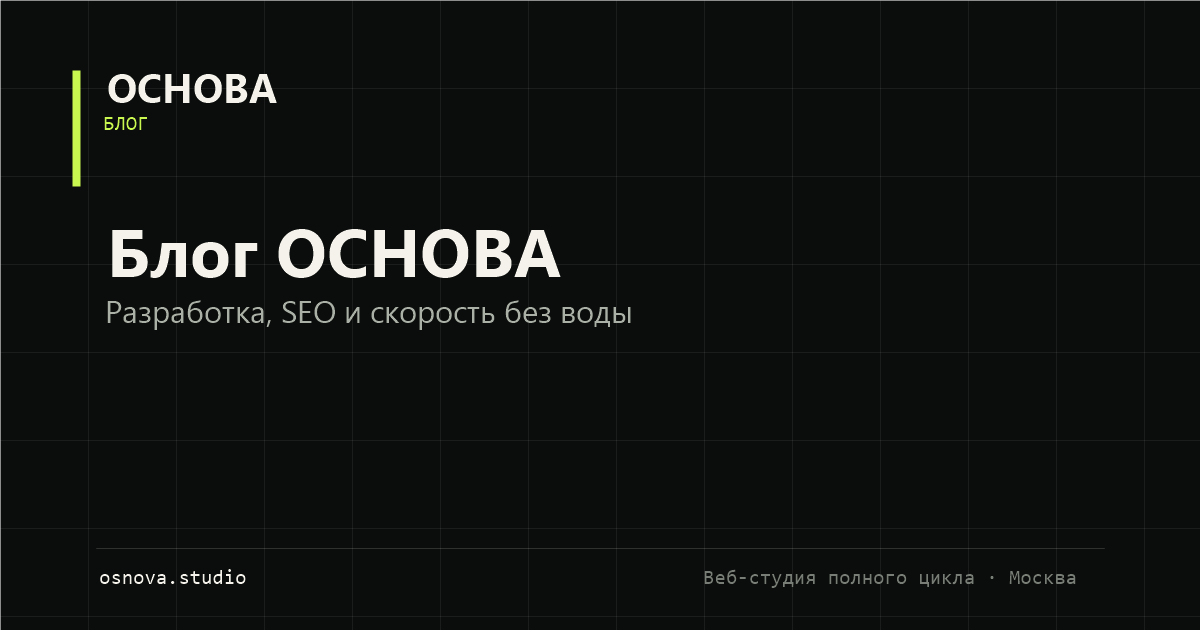 ОСНОВА
БЛОГ
Блог ОСНОВА
Разработка, SEO и скорость без воды
osnova.studio
Веб-студия полного цикла · Москва